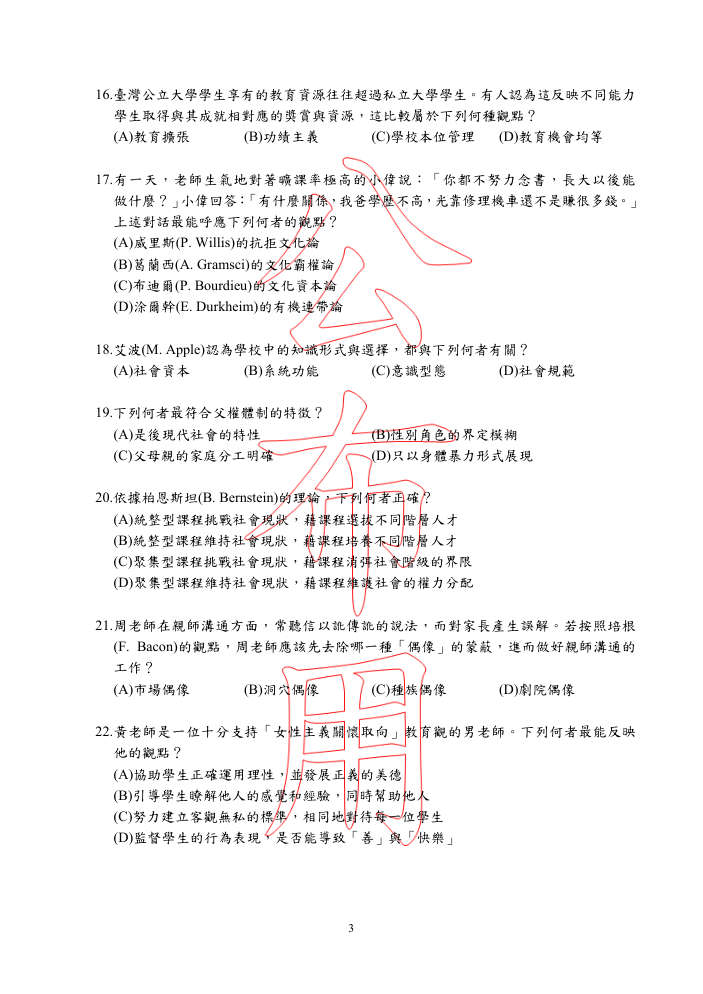 16.臺灣公立大學學生享有的教育資源往往超過私立大學學生。有人認為這反映不同能力
學生取得與其成就相對應的獎賞與資源，這比較屬於下列何種觀點？
(A)教育擴張 (B)功績主義 (C)學校本位管理 (D)教育機會均等
17.有一天，老師生氣地對著曠課率極高的小偉說：「你都不努力念書，長大以後能
做什麼？」小偉回答：「有什麼關係，我爸學歷不高，光靠修理機車還不是賺很多錢。」
上述對話最能呼應下列何者的觀點？
(A)威里斯(P. Willis)的抗拒文化論
(B)葛蘭西(A. Gramsci)的文化霸權論
(C)布迪爾(P. Bourdieu)的文化資本論
(D)涂爾幹(E. Durkheim)的有機連帶論
18.艾波(M. Apple)認為學校中的知識形式與選擇，都與下列何者有關？
(A)社會資本 (B)系統功能 (C)意識型態 (D)社會規範
19.下列何者最符合父權體制的特徵？
(A)是後現代社會的特性 (B)性別角色的界定模糊
(C)父母親的家庭分工明確 (D)只以身體暴力形式展現
20.依據柏恩斯坦(B. Bernstein)的理論，下列何者正確？
(A)統整型課程挑戰社會現狀，藉課程選拔不同階層人才
(B)統整型課程維持社會現狀，藉課程培養不同階層人才
(C)聚集型課程挑戰社會現狀，藉課程消弭社會階級的界限
(D)聚集型課程維持社會現狀，藉課程維護社會的權力分配
21.周老師在親師溝通方面，常聽信以訛傳訛的說法，而對家長產生誤解。若按照培根
(F. Bacon)的觀點，周老師應該先去除哪一種「偶像」的蒙蔽，進而做好親師溝通的
工作？
(A)市場偶像 (B)洞穴偶像 (C)種族偶像 (D)劇院偶像
22.黃老師是一位十分支持「女性主義關懷取向」教育觀的男老師。下列何者最能反映
他的觀點？
(A)協助學生正確運用理性，並發展正義的美德
(B)引導學生瞭解他人的感覺和經驗，同時幫助他人
(C)努力建立客觀無私的標準，相同地對待每一位學生
(D)監督學生的行為表現，是否能導致「善」與「快樂」
公布用
3